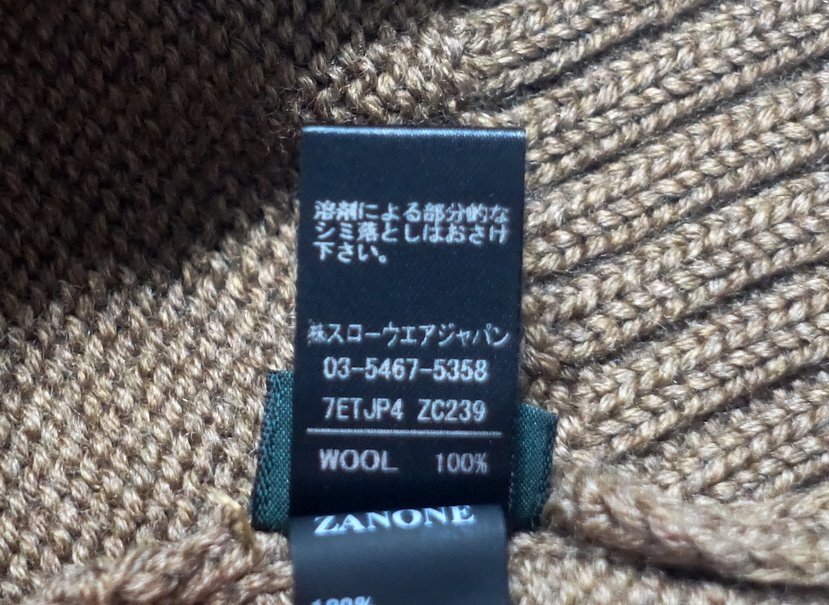 溶剤による部分的な
シミ落としはおさけ
下さい。
㈱スローウエアジャパン
03-5467-5358
7ETJP4 ZC239
WOOL 100%
ZANONE
100%